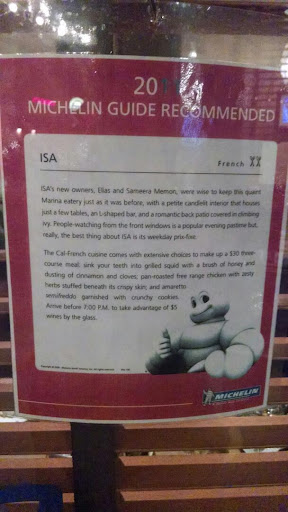 20
MICHELIN GUIDE RECOMMENDED
ISA
French XX
ISA's new owners, Elias and Sameera Memon, were wise to keep this quaint
Marina eatery just as it was before, with a petite candlelit interior that houses
just a few tables, an L-shaped bar, and a romantic back patio covered in climbing
ivy. People-watching from the front windows is a popular evening pastime but,
really, the best thing about ISA is its weekday prix-fixe.
The Cal-French cuisine comes with extensive choices to make up a $30 three-
course meal; sink your teeth into grilled squid with a brush of honey and
dusting of cinnamon and cloves; pan-roasted free range chicken with zesty
herbs stuffed beneath its crispy skin; and amaretto
semifreddo garnished with crunchy cookies.
Arrive before 7:00 P.M. to take advantage of $5
wines by the glass.
MICHELIN